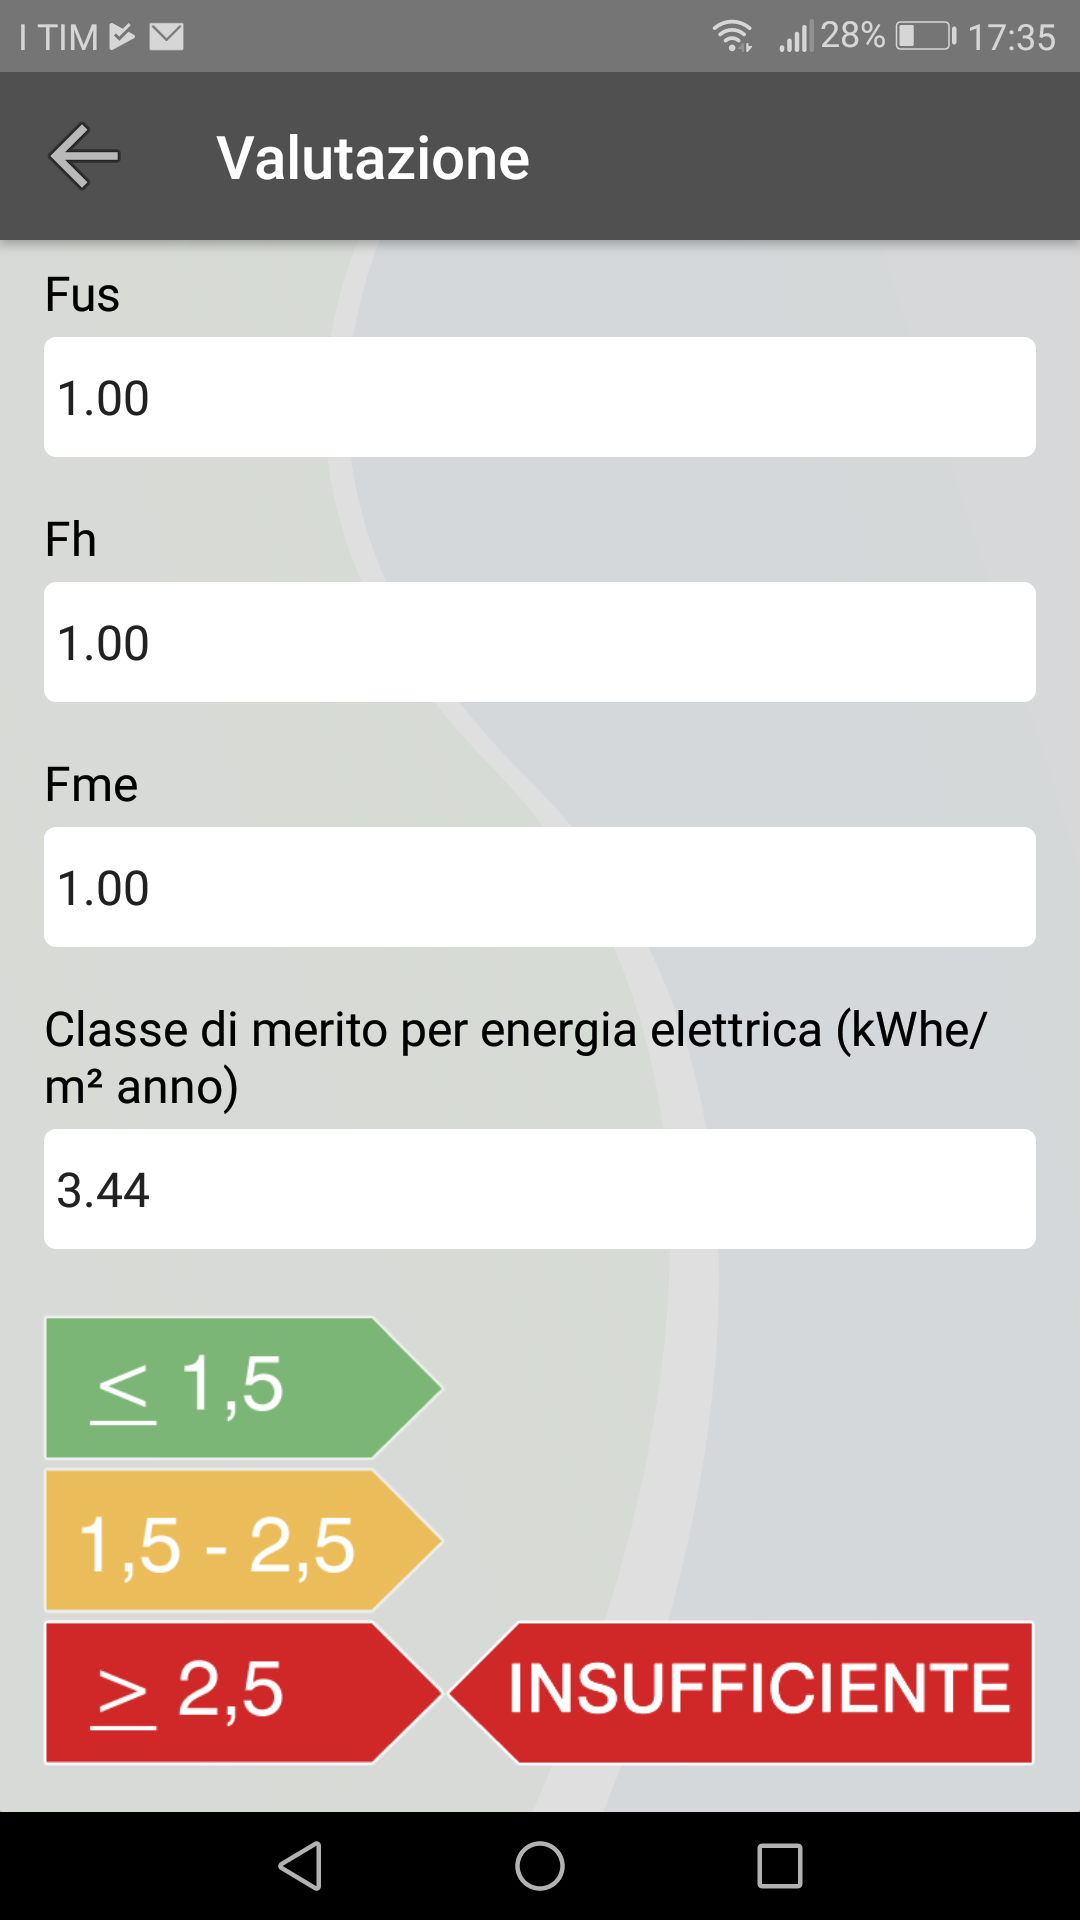 I TIM 28% 17:35
Valutazione
Fus
1.00
Fh
1.00
Fme
1.00
Classe di merito per energia elettrica (kWhe/
m² anno)
3.44
≤ 1,5
1,5 - 2,5
≥ 2,5 INSUFFICIENTE